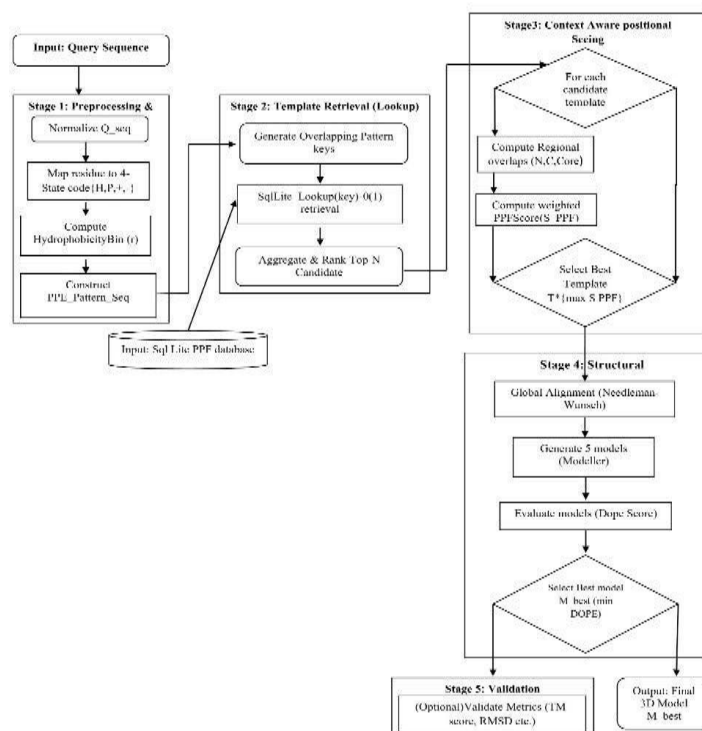 Input: Query Sequence
Stage 1: Preprocessing &
Normalize Q_seq
Map residue to 4-
State code{H,P,+,-}
Compute
HydrophobicityBin (r)
Construct
PPE_Pattern_Seq
Stage 2: Template Retrieval (Lookup)
Generate Overlapping Pattern
keys
SqlLite_Lookup(key)-0(1)
retrieval
Aggregate & Rank Top N
Candidate
Input: Sql Lite PPF database
Stage3: Context Aware positional
Scing
For each
candidate
template
Compute Regional
overlaps (N,C,Core)
Compute weighted
PPFScore(S_PPF)
Select Best
Template
T*{max S PPF}
Stage 4: Structural
Global Alignment (Needleman-
Wunsch)
Generate 5 models
(Modeller)
Evaluate models (Dope Score)
Select Best model
M_best (min
DOPE)
Stage 5: Validation
(Optional)Validate Metrics (TM
score, RMSD etc.)
Output: Final
3D Model
M_best